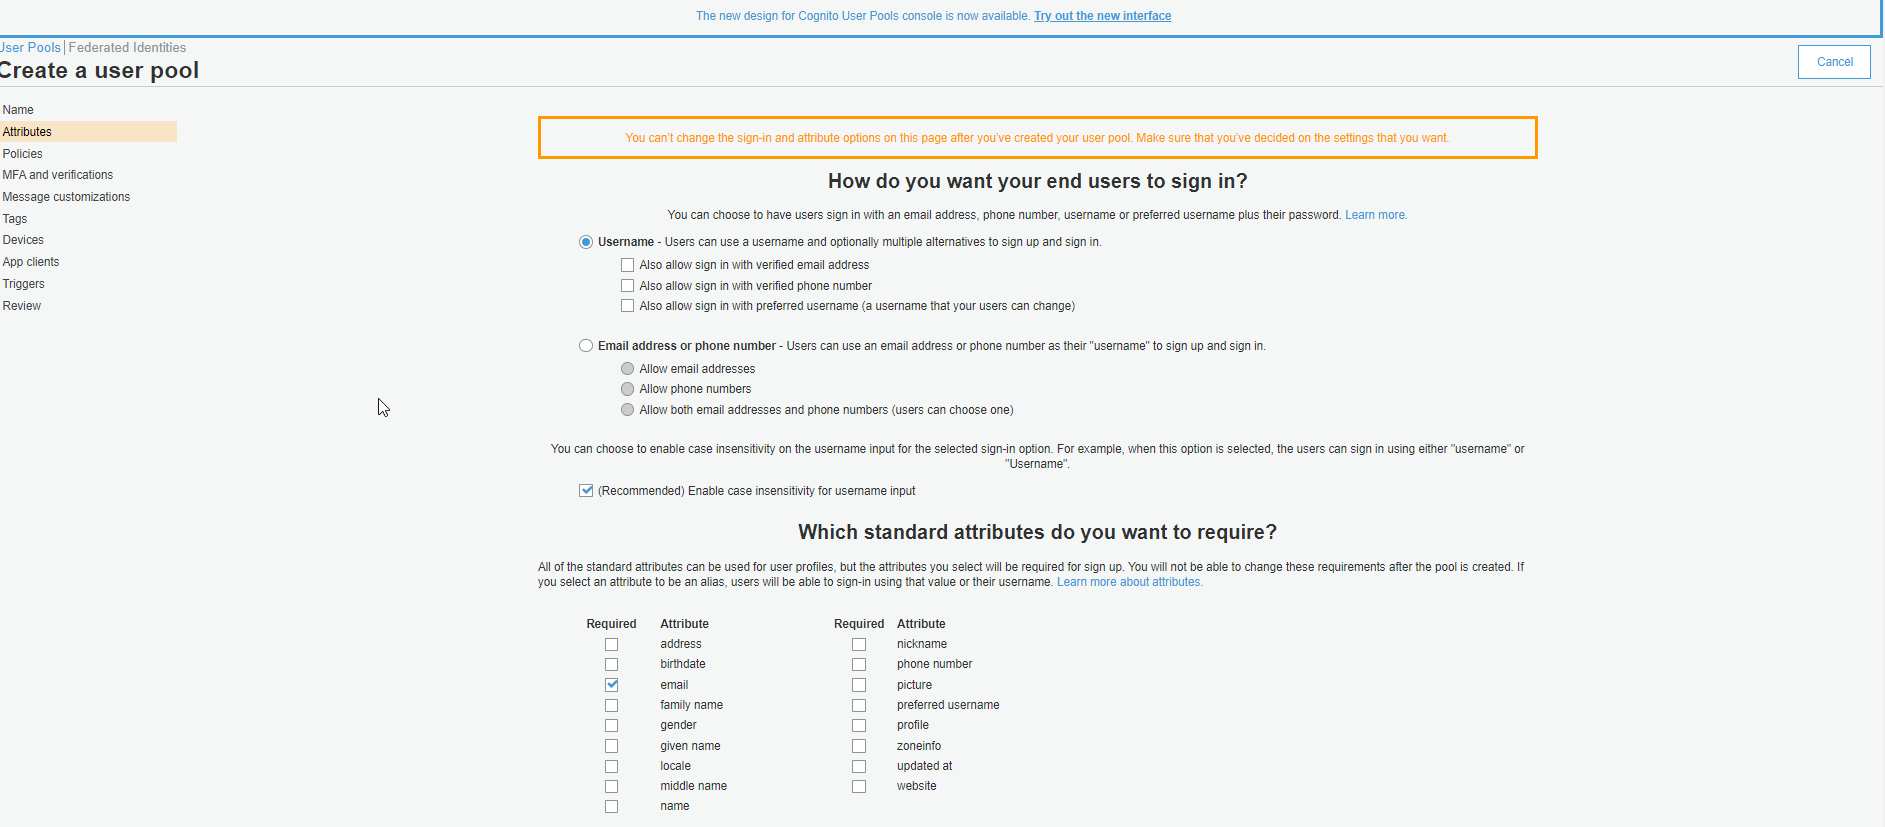 The new design for Cognito User Pools console is now available. Try out the new interface
User Pools | Federated Identities
Create a user pool
Cancel
Name
Attributes
Policies
MFA and verifications
Message customizations
Tags
Devices
App clients
Triggers
Review
You can't change the sign-in and attribute options on this page after you've created your user pool. Make sure that you've decided on the settings that you want.
How do you want your end users to sign in?
You can choose to have users sign in with an email address, phone number, username or preferred username plus their password. Learn more.
Username - Users can use a username and optionally multiple alternatives to sign up and sign in.
Also allow sign in with verified email address
Also allow sign in with verified phone number
Also allow sign in with preferred username (a username that your users can change)
Email address or phone number - Users can use an email address or phone number as their "username" to sign up and sign in.
Allow email addresses
Allow phone numbers
Allow both email addresses and phone numbers (users can choose one)
You can choose to enable case insensitivity on the username input for the selected sign-in option. For example, when this option is selected, the users can sign in using either "username" or
"Username".
(Recommended) Enable case insensitivity for username input
Which standard attributes do you want to require?
All of the standard attributes can be used for user profiles, but the attributes you select will be required for sign up. You will not be able to change these requirements after the pool is created. If
you select an attribute to be an alias, users will be able to sign-in using that value or their username. Learn more about attributes.
Required Attribute Required Attribute
address nickname
birthdate phone number
email picture
family name preferred username
gender profile
given name zoneinfo
locale updated at
middle name website
name